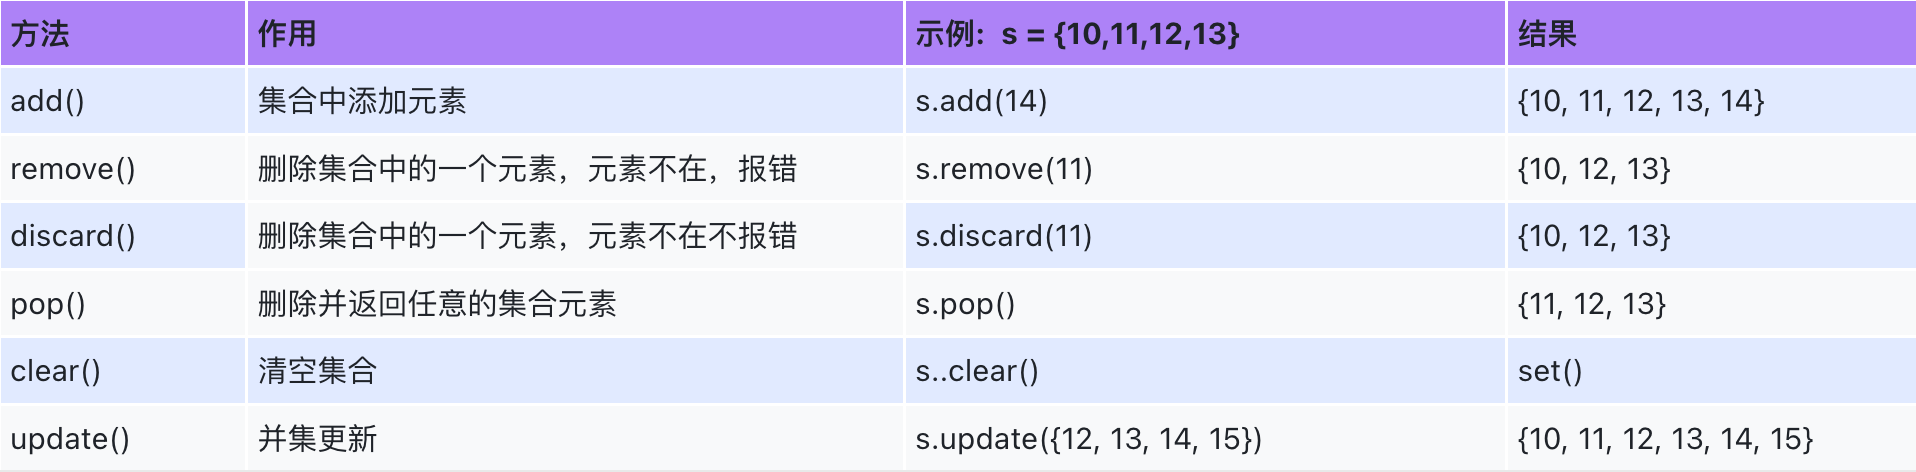 方法 作用 示例：s = {10,11,12,13} 结果
add() 集合中添加元素 s.add(14) {10, 11, 12, 13, 14}
remove() 删除集合中的一个元素，元素不在，报错 s.remove(11) {10, 12, 13}
discard() 删除集合中的一个元素，元素不在不报错 s.discard(11) {10, 12, 13}
pop() 删除并返回任意的集合元素 s.pop() {11, 12, 13}
clear() 清空集合 s..clear() set()
update() 并集更新 s.update({12, 13, 14, 15}) {10, 11, 12, 13, 14, 15}